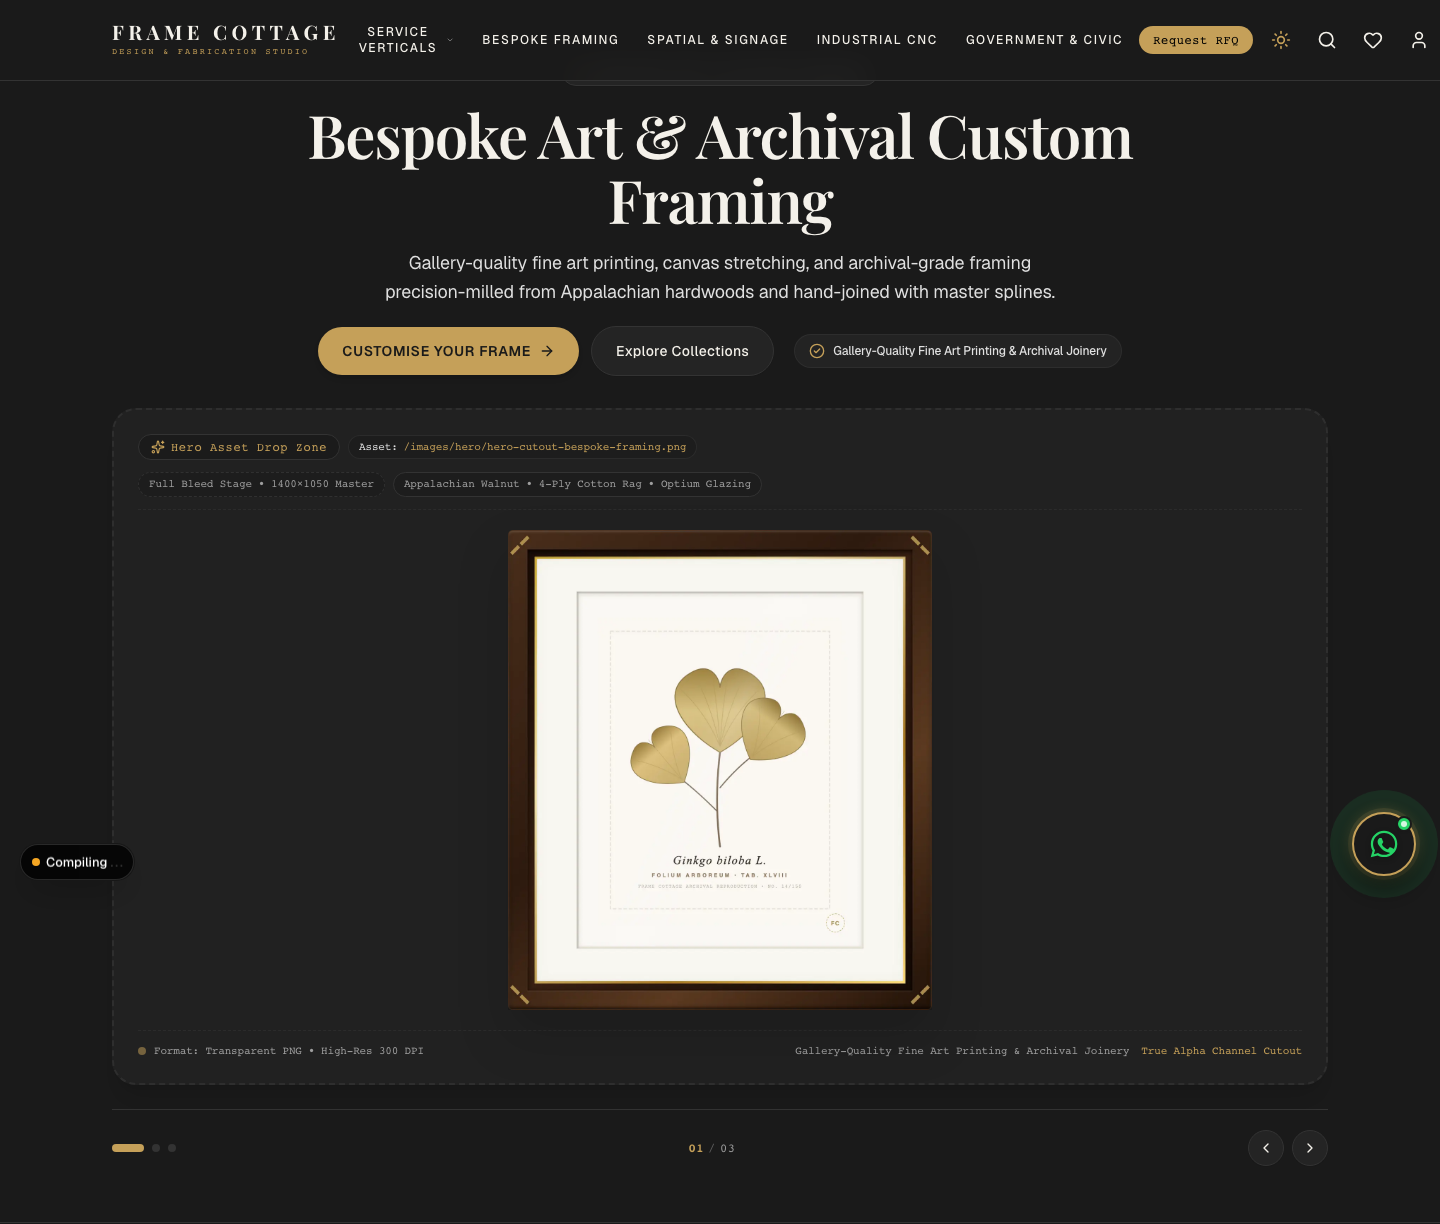 FRAME COTTAGE
DESIGN & FABRICATION STUDIO
SERVICE
VERTICALS
BESPOKE FRAMING
SPATIAL & SIGNAGE
INDUSTRIAL CNC
GOVERNMENT & CIVIC
Request RFQ
Bespoke Art & Archival Custom
Framing
Gallery-quality fine art printing, canvas stretching, and archival-grade framing
precision-milled from Appalachian hardwoods and hand-joined with master splines.
CUSTOMISE YOUR FRAME
Explore Collections
Gallery-Quality Fine Art Printing & Archival Joinery
Hero Asset Drop Zone
Asset: /images/hero/hero-cutout-bespoke-framing.png
Full Bleed Stage • 1400×1050 Master
Appalachian Walnut • 4-Ply Cotton Rag • Optium Glazing
Ginkgo biloba L.
FOLIUM ARBOREUM · TAB. XLVIII
FRAME COTTAGE ARCHIVAL REPRODUCTION · NO.
FC
Compiling ...
Format: Transparent PNG • High-Res 300 DPI
Gallery-Quality Fine Art Printing & Archival Joinery
True Alpha Channel Cutout
01 / 03